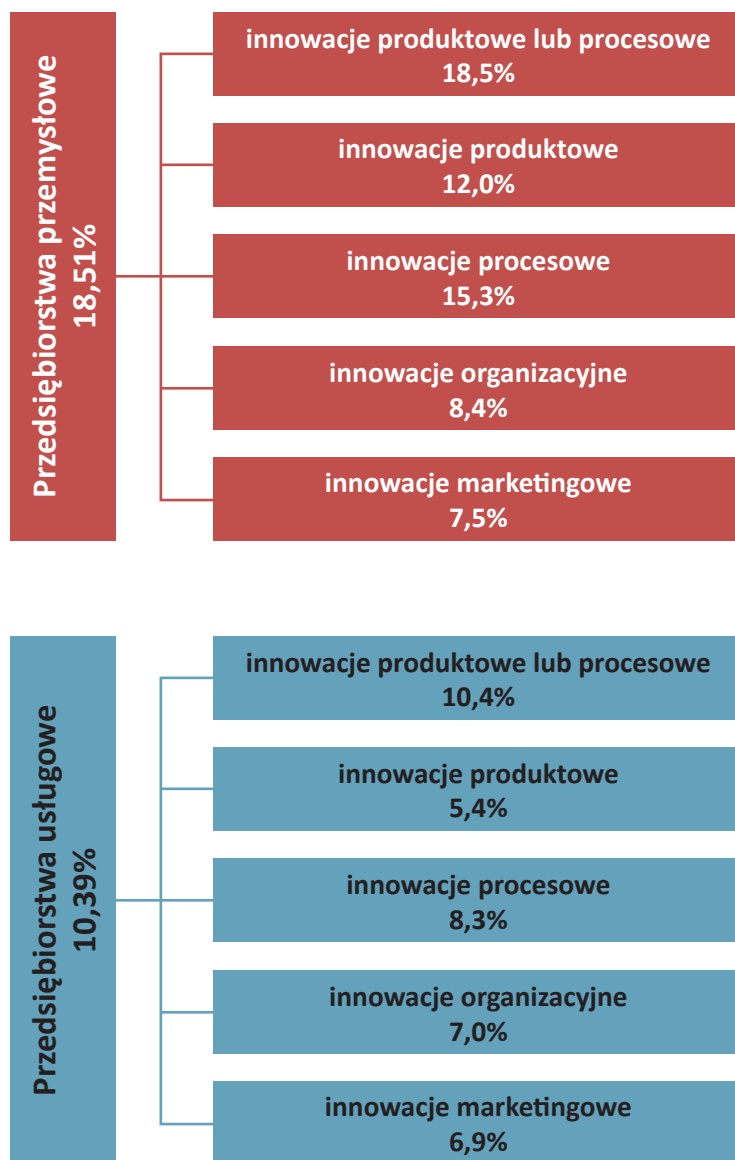 Przedsiębiorstwa przemysłowe
18,51%
innowacje produktowe lub procesowe
18,5%
innowacje produktowe
12,0%
innowacje procesowe
15,3%
innowacje organizacyjne
8,4%
innowacje marketingowe
7,5%
Przedsiębiorstwa usługowe
10,39%
innowacje produktowe lub procesowe
10,4%
innowacje produktowe
5,4%
innowacje procesowe
8,3%
innowacje organizacyjne
7,0%
innowacje marketingowe
6,9%